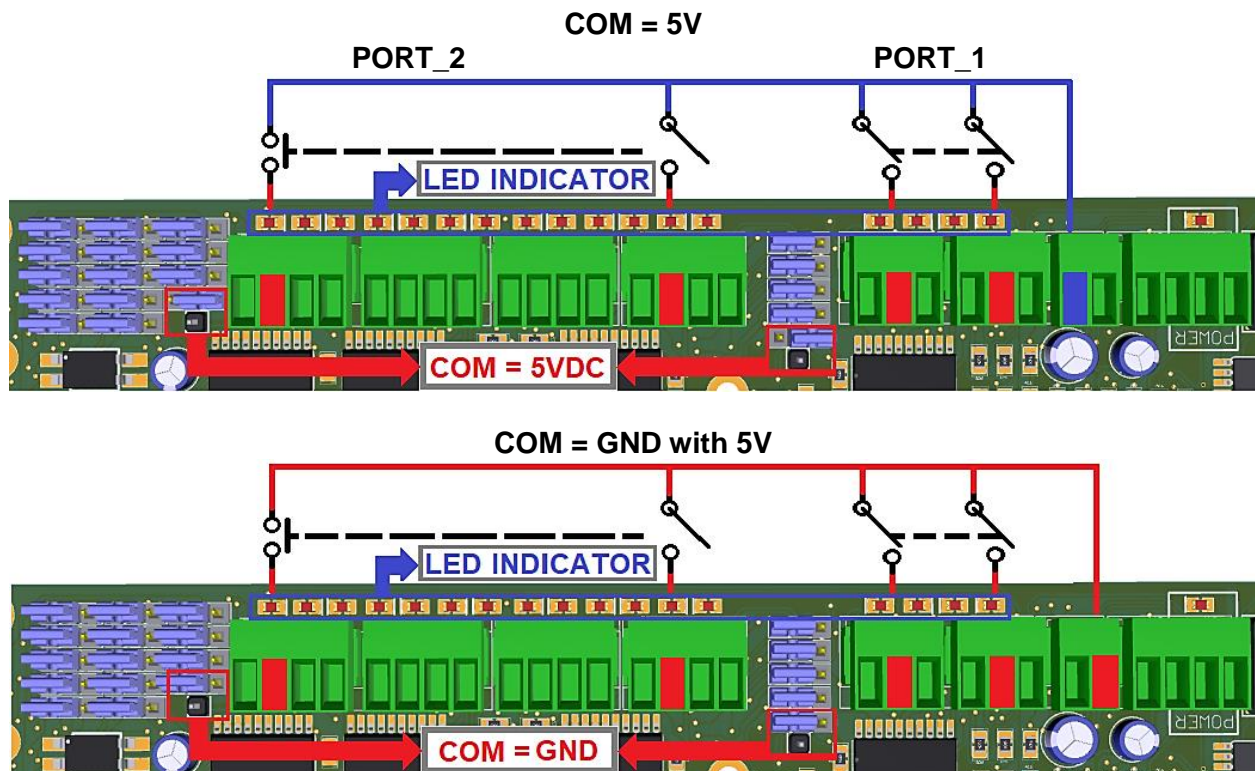 COM = 5V
PORT_2 PORT_1
LED INDICATOR
COM = 5VDC
POWER
COM = GND with 5V
LED INDICATOR
COM = GND
POWER